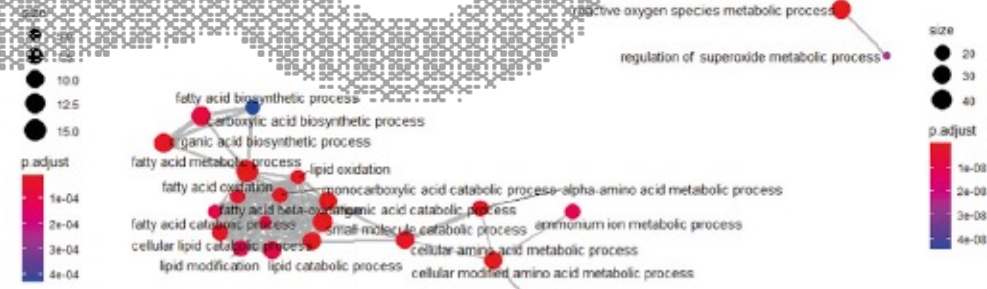 size
10.0
12.5
15.0
p.adjust
1e-04
2e-04
3e-04
4e-04
reactive oxygen species metabolic process
regulation of superoxide metabolic process
fatty acid biosynthetic process
carboxylic acid biosynthetic process
organic acid biosynthetic process
fatty acid metabolic process
lipid oxidation
fatty acid oxidation
monocarboxylic acid catabolic process
alpha-amino acid metabolic process
fatty acid beta-oxidation
organic acid catabolic process
fatty acid catabolic process
small molecule catabolic process
ammonium ion metabolic process
cellular lipid catabolic process
cellular amino acid metabolic process
lipid modification
lipid catabolic process
cellular modified amino acid metabolic process
size
20
30
40
p.adjust
1e-08
2e-08
3e-08
4e-08